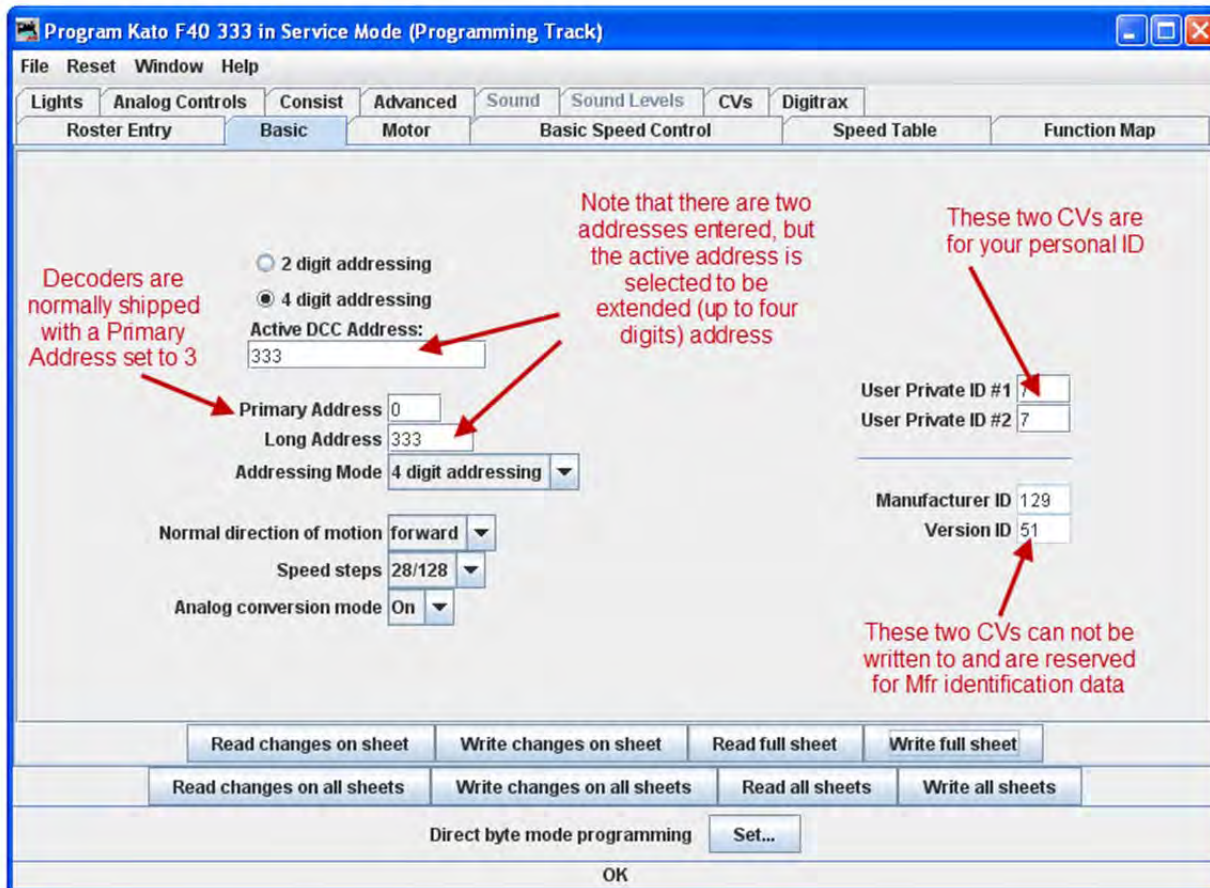 Program Kato F40 333 in Service Mode (Programming Track)
File Reset Window Help
Lights Analog Controls Consist Advanced Sound Sound Levels CVs Digitrax
Roster Entry Basic Motor Basic Speed Control Speed Table Function Map
Decoders are
normally shipped
with a Primary
Address set to 3
2 digit addressing
4 digit addressing
Active DCC Address:
333
Note that there are two
addresses entered, but
the active address is
selected to be
extended (up to four
digits) address
These two CVs are
for your personal ID
Primary Address 0
Long Address 333
Addressing Mode 4 digit addressing
Normal direction of motion forward
Speed steps 28/128
Analog conversion mode On
User Private ID #1 7
User Private ID #2 7
Manufacturer ID 129
Version ID 51
These two CVs can not be
written to and are reserved
for Mfr identification data
Read changes on sheet Write changes on sheet Read full sheet Write full sheet
Read changes on all sheets Write changes on all sheets Read all sheets Write all sheets
Direct byte mode programming Set...
OK